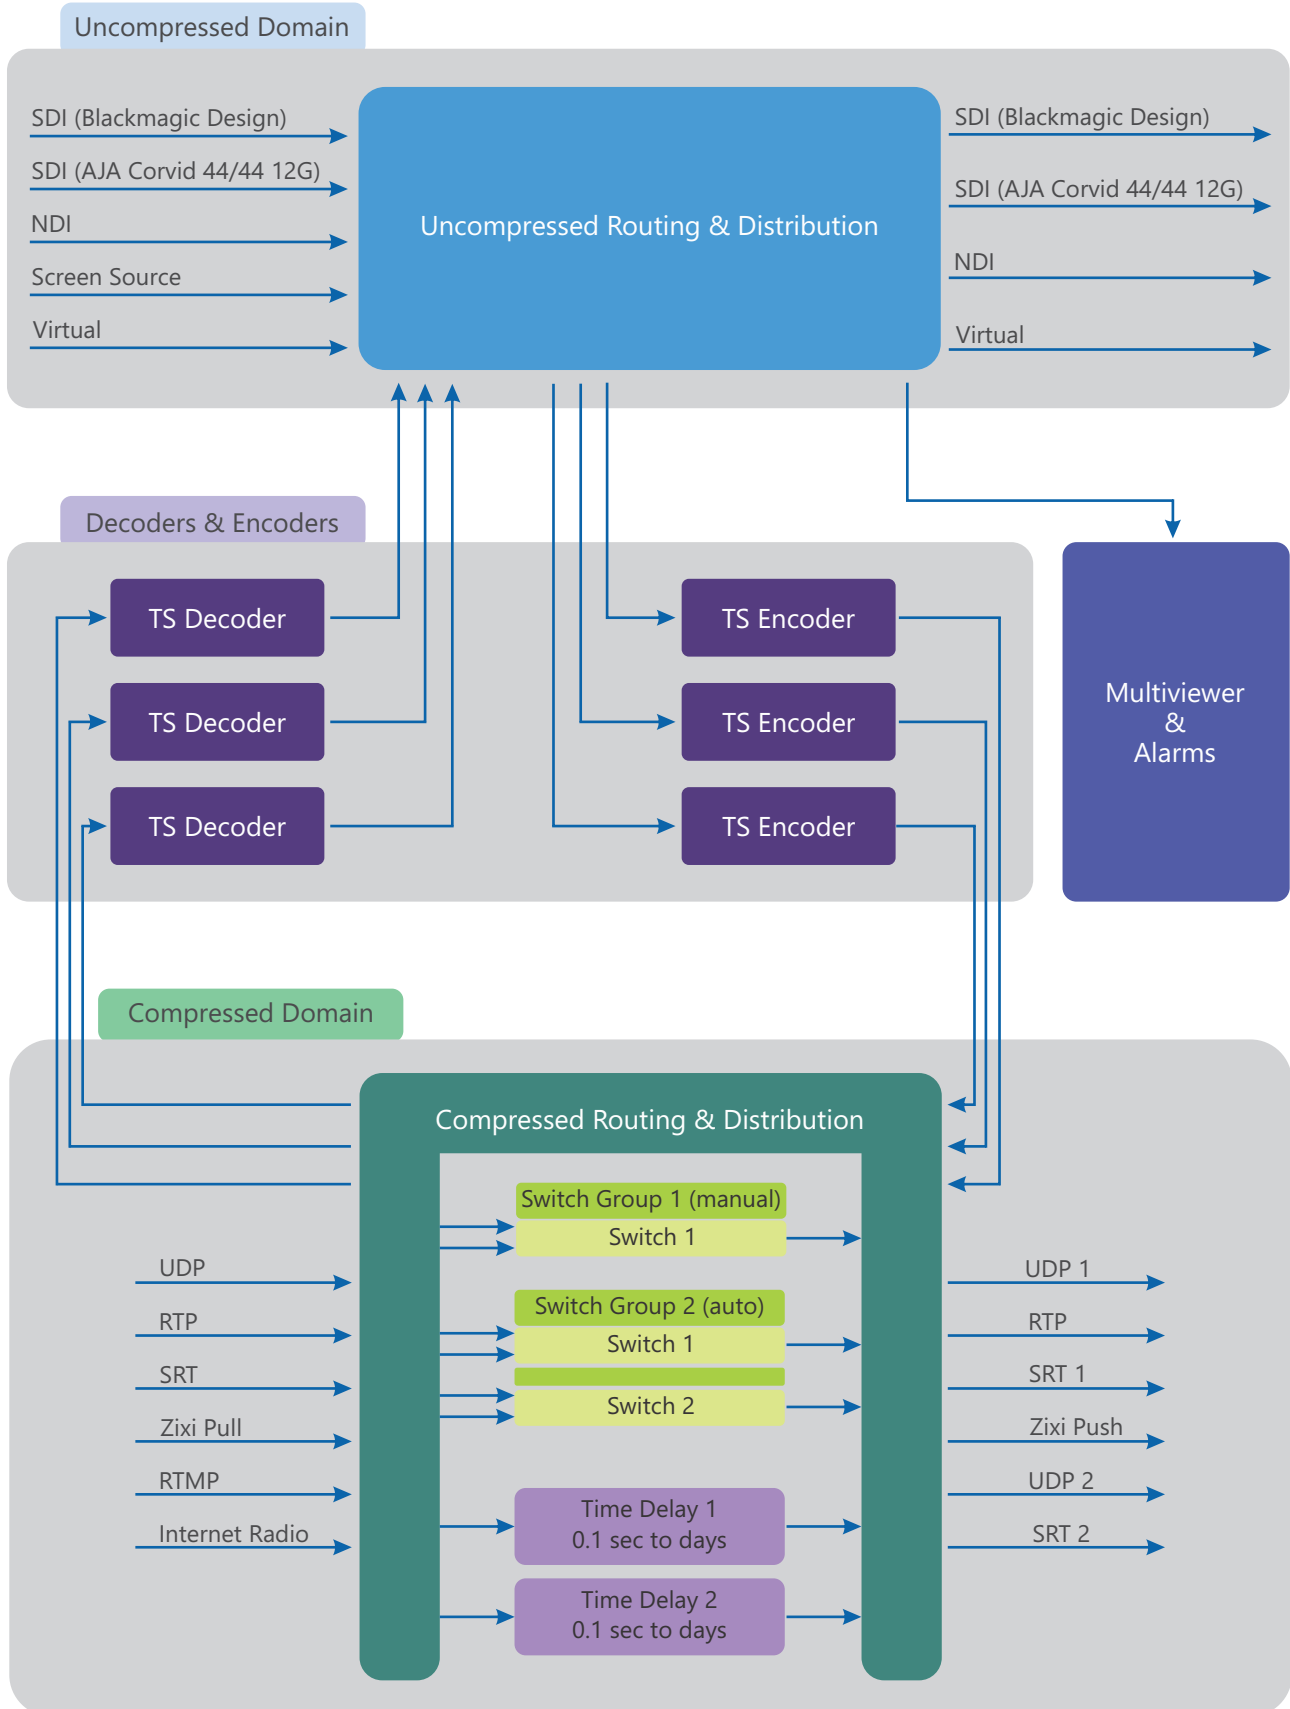 Uncompressed Domain
SDI (Blackmagic Design)
SDI (AJA Corvid 44/44 12G)
NDI
Screen Source
Virtual
Uncompressed Routing & Distribution
SDI (Blackmagic Design)
SDI (AJA Corvid 44/44 12G)
NDI
Virtual
Decoders & Encoders
TS Decoder
TS Decoder
TS Decoder
TS Encoder
TS Encoder
TS Encoder
Multiviewer
&
Alarms
Compressed Domain
Compressed Routing & Distribution
Switch Group 1 (manual)
Switch 1
Switch Group 2 (auto)
Switch 1
Switch 2
Time Delay 1
0.1 sec to days
Time Delay 2
0.1 sec to days
UDP
RTP
SRT
Zixi Pull
RTMP
Internet Radio
UDP 1
RTP
SRT 1
Zixi Push
UDP 2
SRT 2